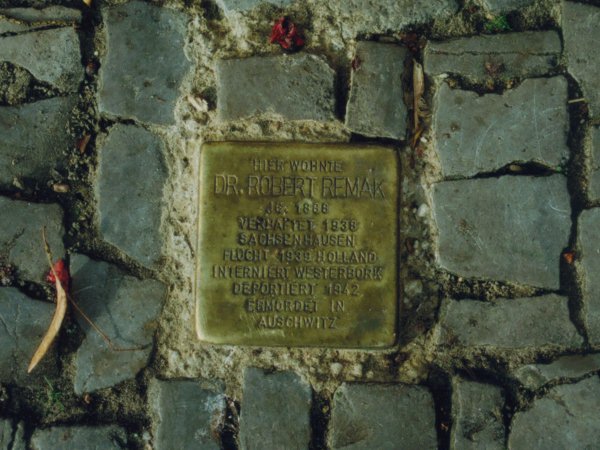 HIER WOHNTE
DR. ROBERT REMAK
JG. 1888
VERHAFTET 1938
SACHSENHAUSEN
FLUCHT 1939 HOLLAND
INTERNIERT WESTERBORK
DEPORTIERT 1942
ERMORDET IN
AUSCHWITZ